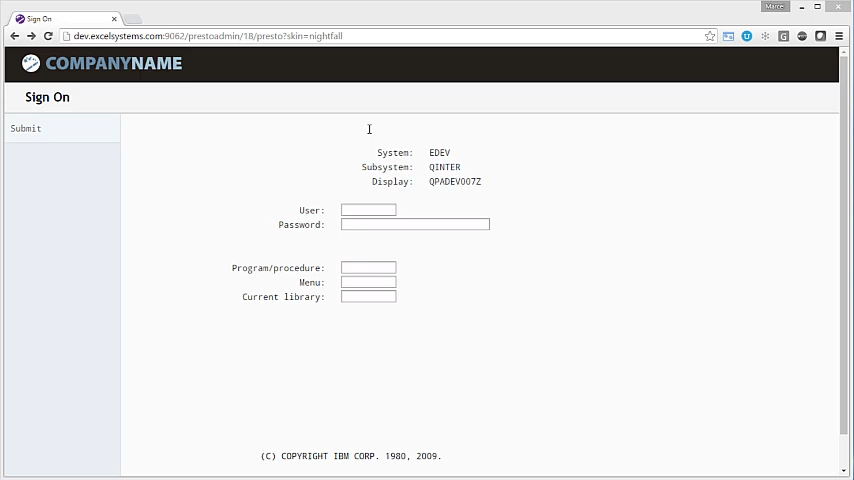 Marcel
Sign On
dev.excelsystems.com:9062/prestoadmin/18/presto?skin=nightfall
COMPANYNAME
Sign On
Submit
System: EDEV
Subsystem: QINTER
Display: QPADEV007Z
User:
Password:
Program/procedure:
Menu:
Current library:
(C) COPYRIGHT IBM CORP. 1980, 2009.